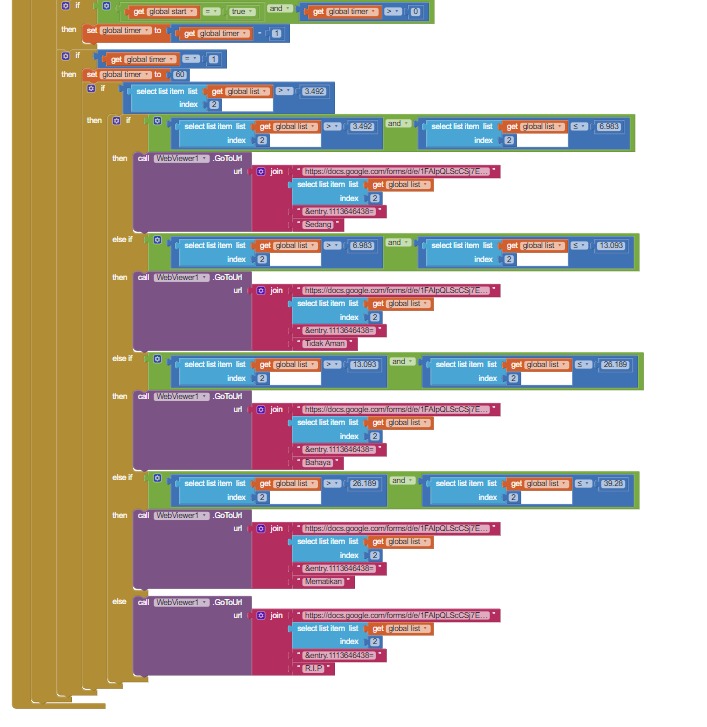 if get global start = true and get global timer > 0
then set global timer to get global timer - 1
if get global timer = 1
then set global timer to 60
if select list item list get global list > 3.492
index 2
then if select list item list get global list > 3.492 and select list item list get global list ≤ 6.983
index 2 index 2
then call WebViewer1 .GoToUrl
url join " https://docs.google.com/forms/d/e/1FAIpQLScCSj7E... "
select list item list get global list
index 2
" &entry.1113646438= "
" Sedang "
else if select list item list get global list > 6.983 and select list item list get global list ≤ 13.093
index 2 index 2
then call WebViewer1 .GoToUrl
url join " https://docs.google.com/forms/d/e/1FAIpQLScCSj7E... "
select list item list get global list
index 2
" &entry.1113646438= "
" Tidak Aman "
else if select list item list get global list > 13.093 and select list item list get global list ≤ 26.189
index 2 index 2
then call WebViewer1 .GoToUrl
url join " https://docs.google.com/forms/d/e/1FAIpQLScCSj7E... "
select list item list get global list
index 2
" &entry.1113646438= "
" Bahaya "
else if select list item list get global list > 26.189 and select list item list get global list ≤ 39.28
index 2 index 2
then call WebViewer1 .GoToUrl
url join " https://docs.google.com/forms/d/e/1FAIpQLScCSj7E... "
select list item list get global list
index 2
" &entry.1113646438= "
" Mematikan "
else call WebViewer1 .GoToUrl
url join " https://docs.google.com/forms/d/e/1FAIpQLScCSj7E... "
select list item list get global list
index 2
" &entry.1113646438= "
" R.I.P "